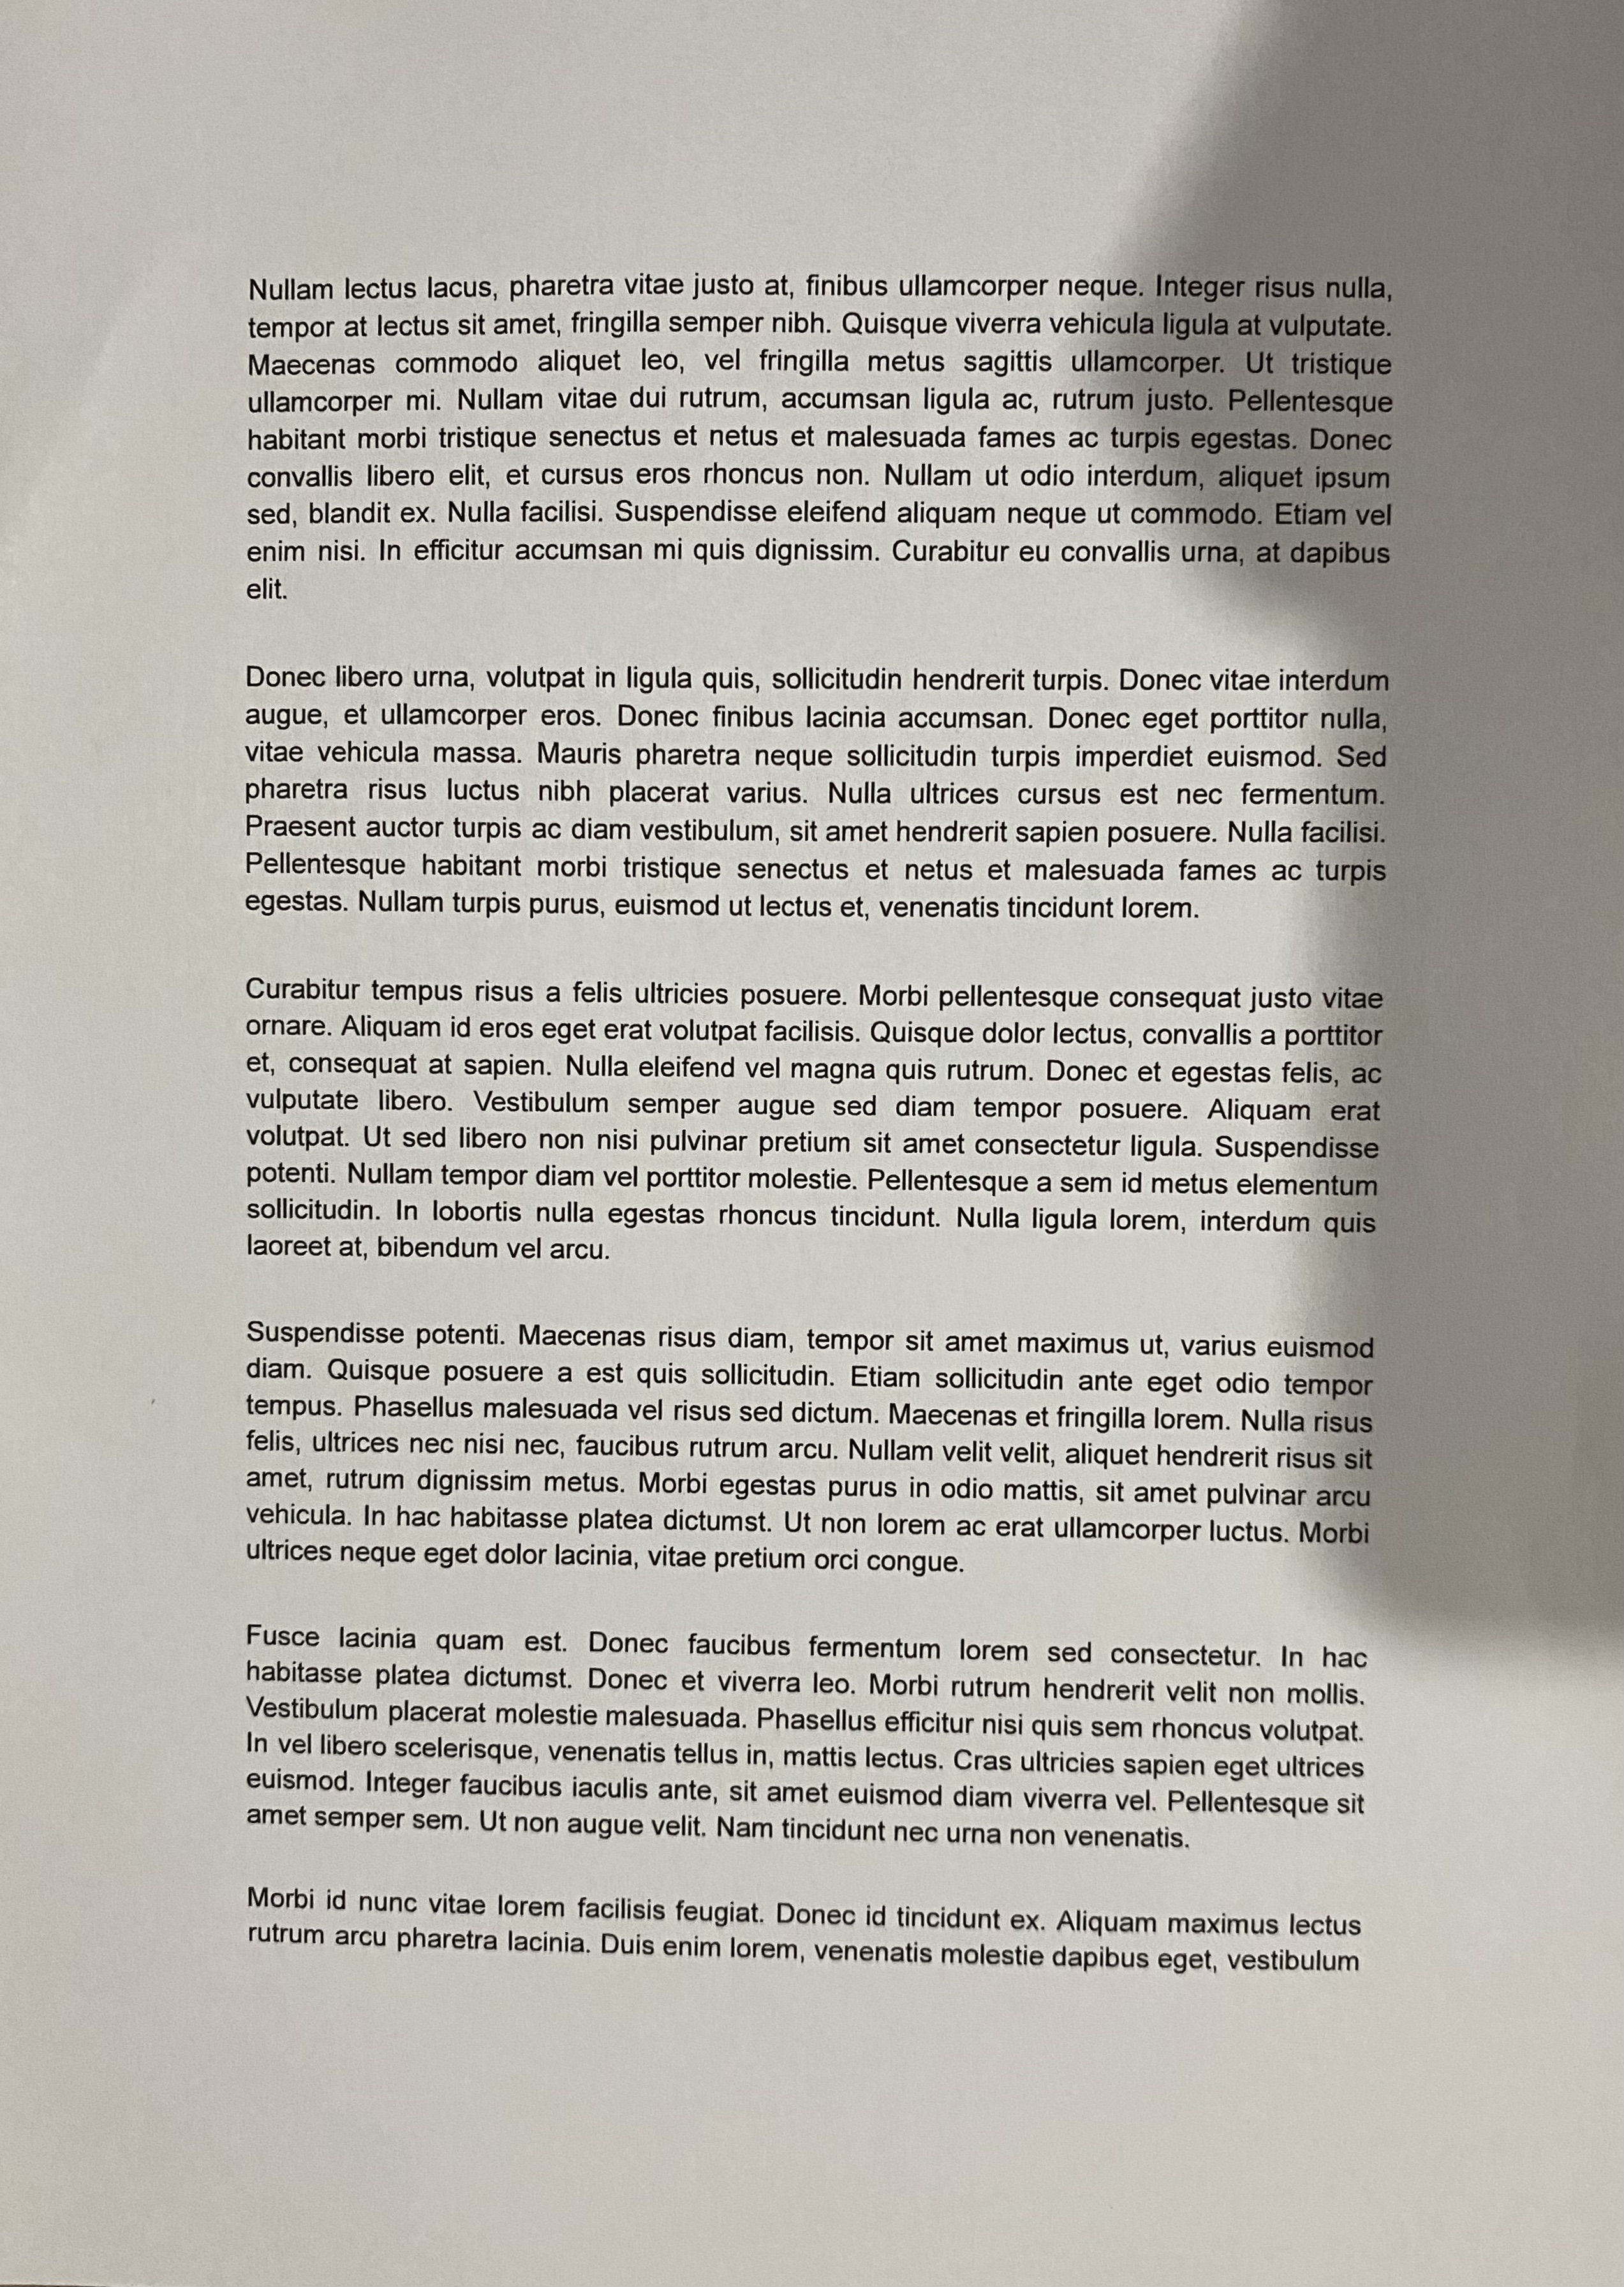 Nullam lectus lacus, pharetra vitae justo at, finibus ullamcorper neque. Integer risus nulla,
tempor at lectus sit amet, fringilla semper nibh. Quisque viverra vehicula ligula at vulputate.
Maecenas commodo aliquet leo, vel fringilla metus sagittis ullamcorper. Ut tristique
ullamcorper mi. Nullam vitae dui rutrum, accumsan ligula ac, rutrum justo. Pellentesque
habitant morbi tristique senectus et netus et malesuada fames ac turpis egestas. Donec
convallis libero elit, et cursus eros rhoncus non. Nullam ut odio interdum, aliquet ipsum
sed, blandit ex. Nulla facilisi. Suspendisse eleifend aliquam neque ut commodo. Etiam vel
enim nisi. In efficitur accumsan mi quis dignissim. Curabitur eu convallis urna, at dapibus
elit.
Donec libero urna, volutpat in ligula quis, sollicitudin hendrerit turpis. Donec vitae interdum
augue, et ullamcorper eros. Donec finibus lacinia accumsan. Donec eget porttitor nulla,
vitae vehicula massa. Mauris pharetra neque sollicitudin turpis imperdiet euismod. Sed
pharetra risus luctus nibh placerat varius. Nulla ultrices cursus est nec fermentum.
Praesent auctor turpis ac diam vestibulum, sit amet hendrerit sapien posuere. Nulla facilisi.
Pellentesque habitant morbi tristique senectus et netus et malesuada fames ac turpis
egestas. Nullam turpis purus, euismod ut lectus et, venenatis tincidunt lorem.
Curabitur tempus risus a felis ultricies posuere. Morbi pellentesque consequat justo vitae
ornare. Aliquam id eros eget erat volutpat facilisis. Quisque dolor lectus, convallis a porttitor
et, consequat at sapien. Nulla eleifend vel magna quis rutrum. Donec et egestas felis, ac
vulputate libero. Vestibulum semper augue sed diam tempor posuere. Aliquam erat
volutpat. Ut sed libero non nisi pulvinar pretium sit amet consectetur ligula. Suspendisse
potenti. Nullam tempor diam vel porttitor molestie. Pellentesque a sem id metus elementum
sollicitudin. In lobortis nulla egestas rhoncus tincidunt. Nulla ligula lorem, interdum quis
laoreet at, bibendum vel arcu.
Suspendisse potenti. Maecenas risus diam, tempor sit amet maximus ut, varius euismod
diam. Quisque posuere a est quis sollicitudin. Etiam sollicitudin ante eget odio tempor
tempus. Phasellus malesuada vel risus sed dictum. Maecenas et fringilla lorem. Nulla risus
felis, ultrices nec nisi nec, faucibus rutrum arcu. Nullam velit velit, aliquet hendrerit risus sit
amet, rutrum dignissim metus. Morbi egestas purus in odio mattis, sit amet pulvinar arcu
vehicula. In hac habitasse platea dictumst. Ut non lorem ac erat ullamcorper luctus. Morbi
ultrices neque eget dolor lacinia, vitae pretium orci congue.
Fusce lacinia quam est. Donec faucibus fermentum lorem sed consectetur. In hac
habitasse platea dictumst. Donec et viverra leo. Morbi rutrum hendrerit velit non mollis.
Vestibulum placerat molestie malesuada. Phasellus efficitur nisi quis sem rhoncus volutpat.
In vel libero scelerisque, venenatis tellus in, mattis lectus. Cras ultricies sapien eget ultrices
euismod. Integer faucibus iaculis ante, sit amet euismod diam viverra vel. Pellentesque sit
amet semper sem. Ut non augue velit. Nam tincidunt nec urna non venenatis.
Morbi id nunc vitae lorem facilisis feugiat. Donec id tincidunt ex. Aliquam maximus lectus
rutrum arcu pharetra lacinia. Duis enim lorem, venenatis molestie dapibus eget, vestibulum